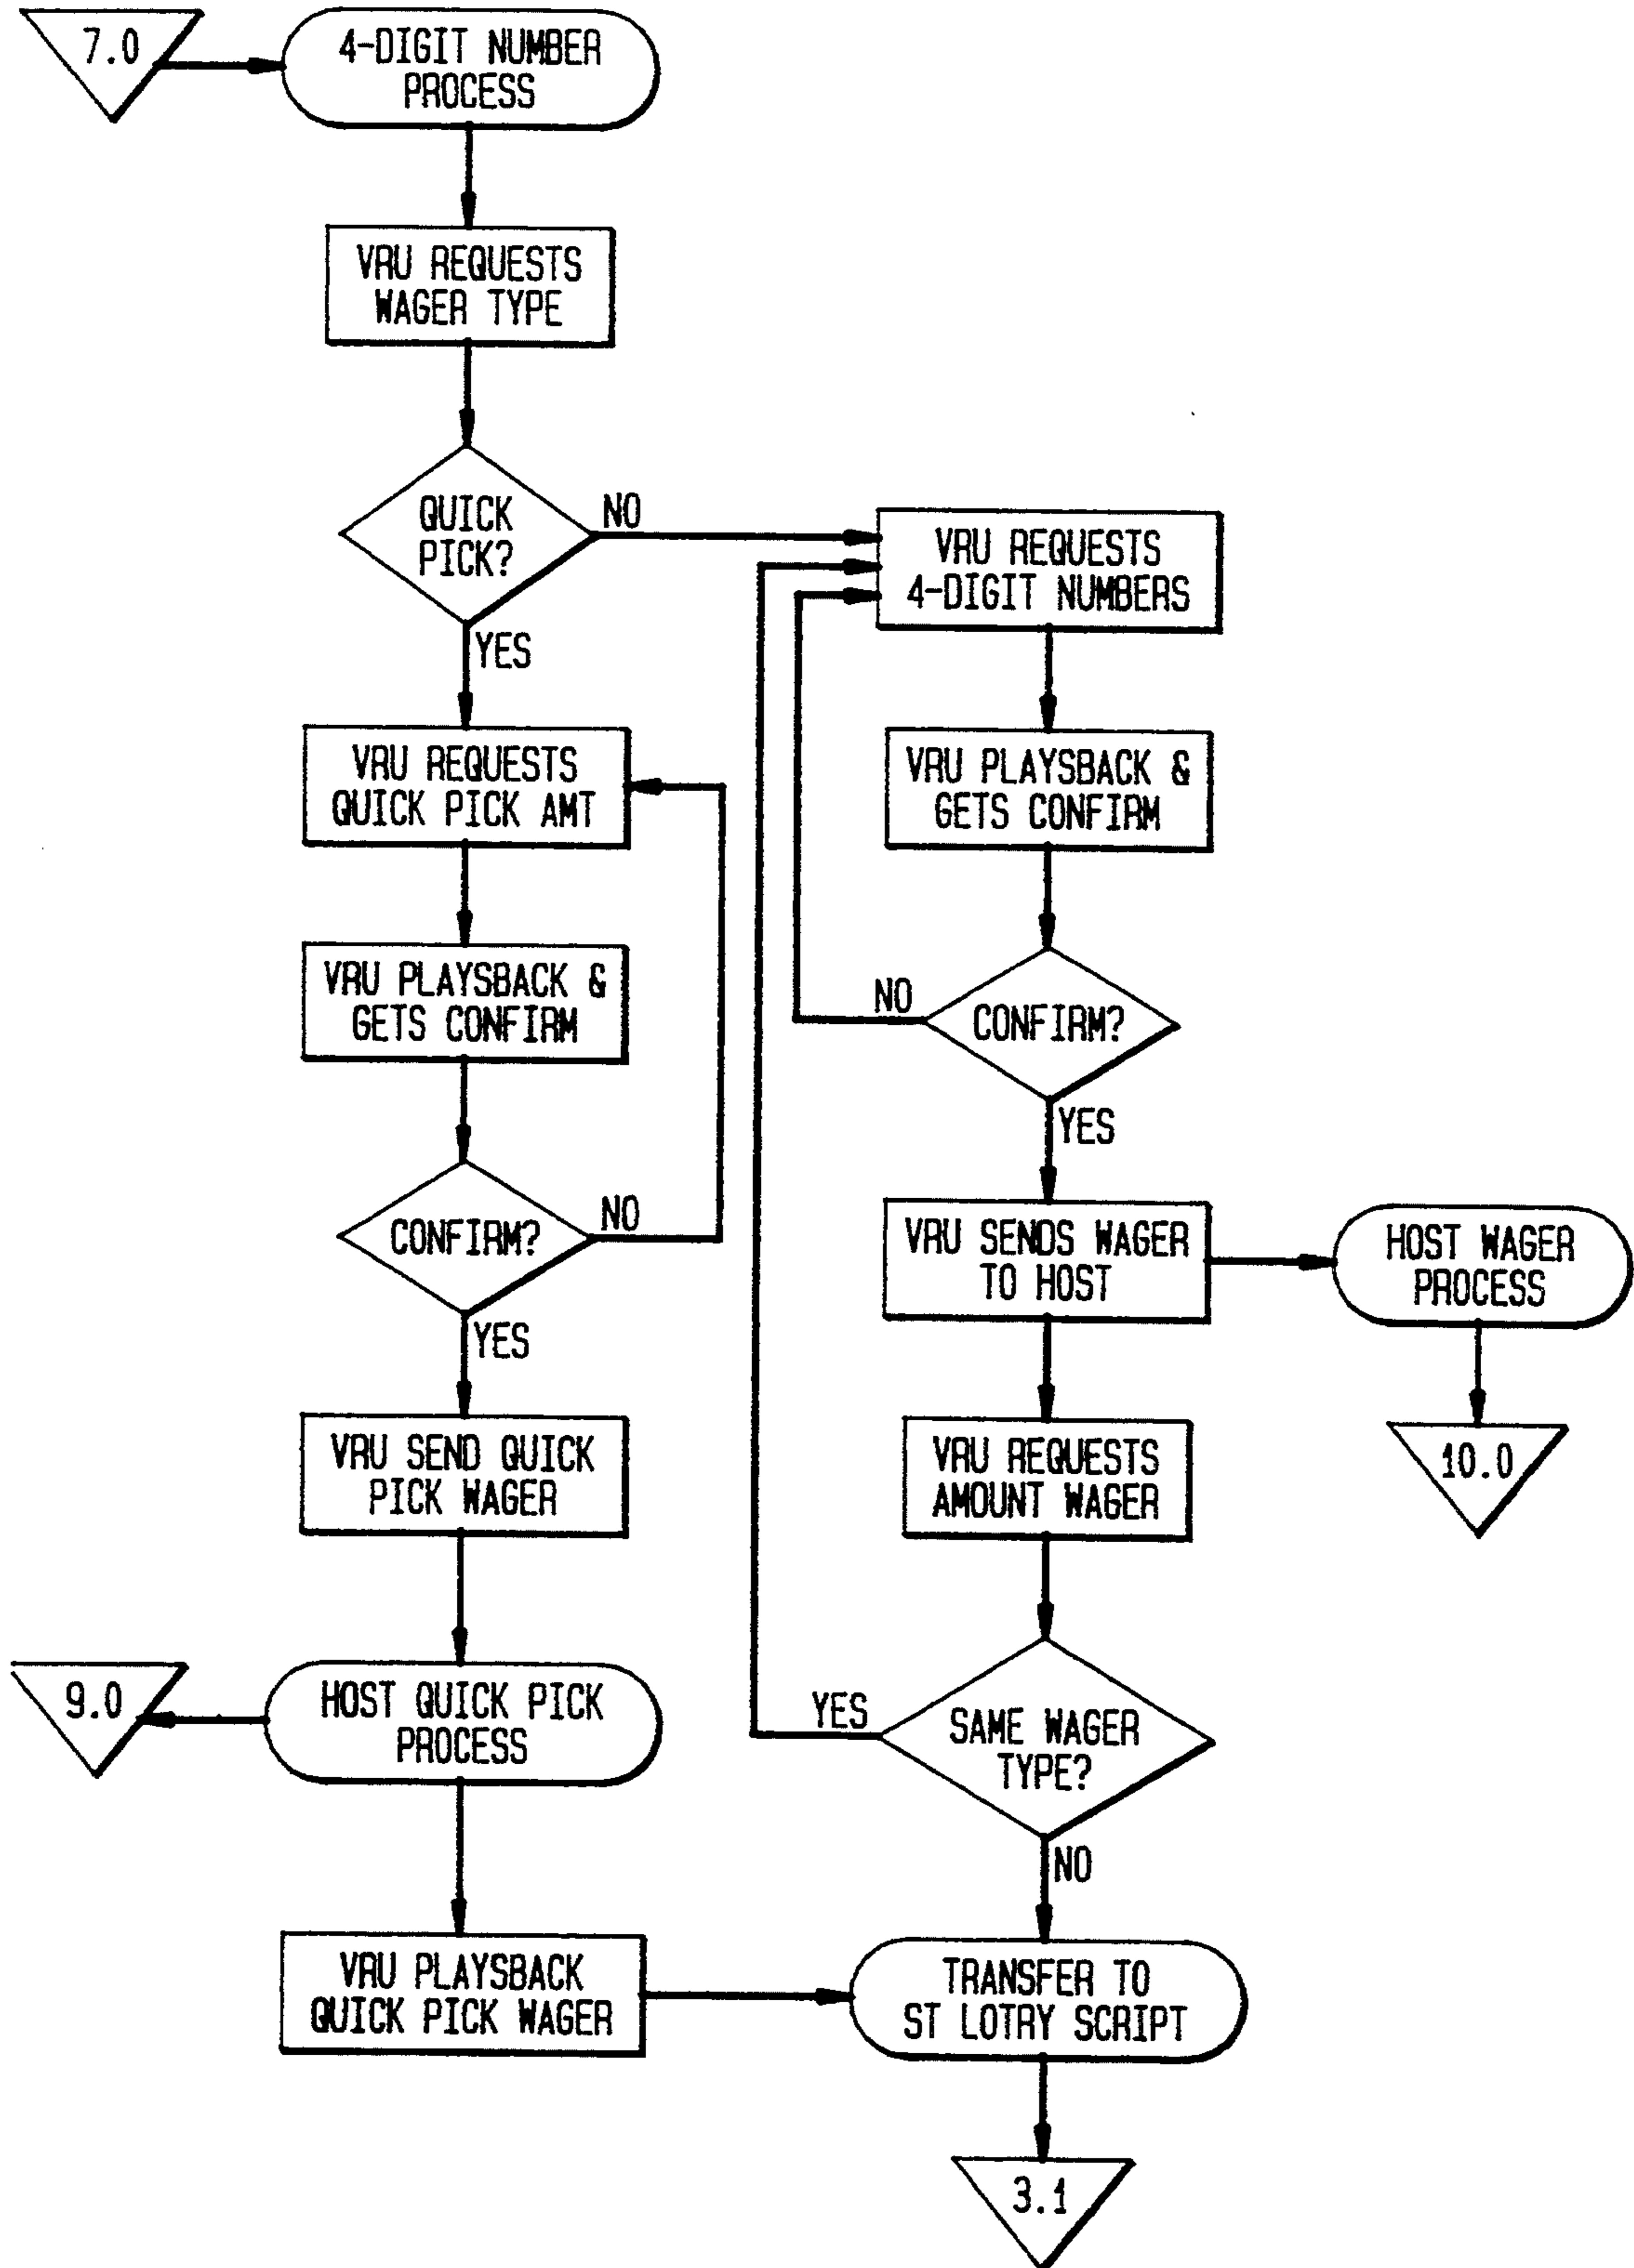 7.0
4-DIGIT NUMBER
PROCESS
VRU REQUESTS
WAGER TYPE
QUICK
PICK?
NO
YES
VRU REQUESTS
QUICK PICK AMT
VRU PLAYSBACK &
GETS CONFIRM
CONFIRM?
NO
YES
VRU SEND QUICK
PICK WAGER
9.0
HOST QUICK PICK
PROCESS
VRU PLAYSBACK
QUICK PICK WAGER
VRU REQUESTS
4-DIGIT NUMBERS
VRU PLAYSBACK &
GETS CONFIRM
NO
CONFIRM?
YES
VRU SENDS WAGER
TO HOST
HOST WAGER
PROCESS
10.0
VRU REQUESTS
AMOUNT WAGER
YES
SAME WAGER
TYPE?
NO
TRANSFER TO
ST LOTRY SCRIPT
3.1